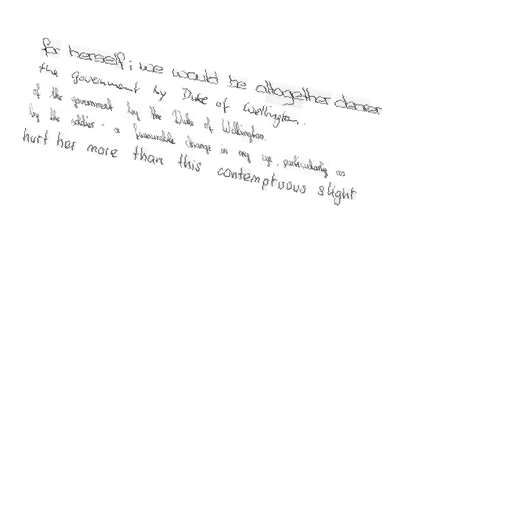 for herself; we would be altogether dearer
the government by Duke of Wellington.
of the government by the Duke of Wellington.
by the soldier - a favourable change in my eye, particularly as
hurt her more than this contemptuous slight